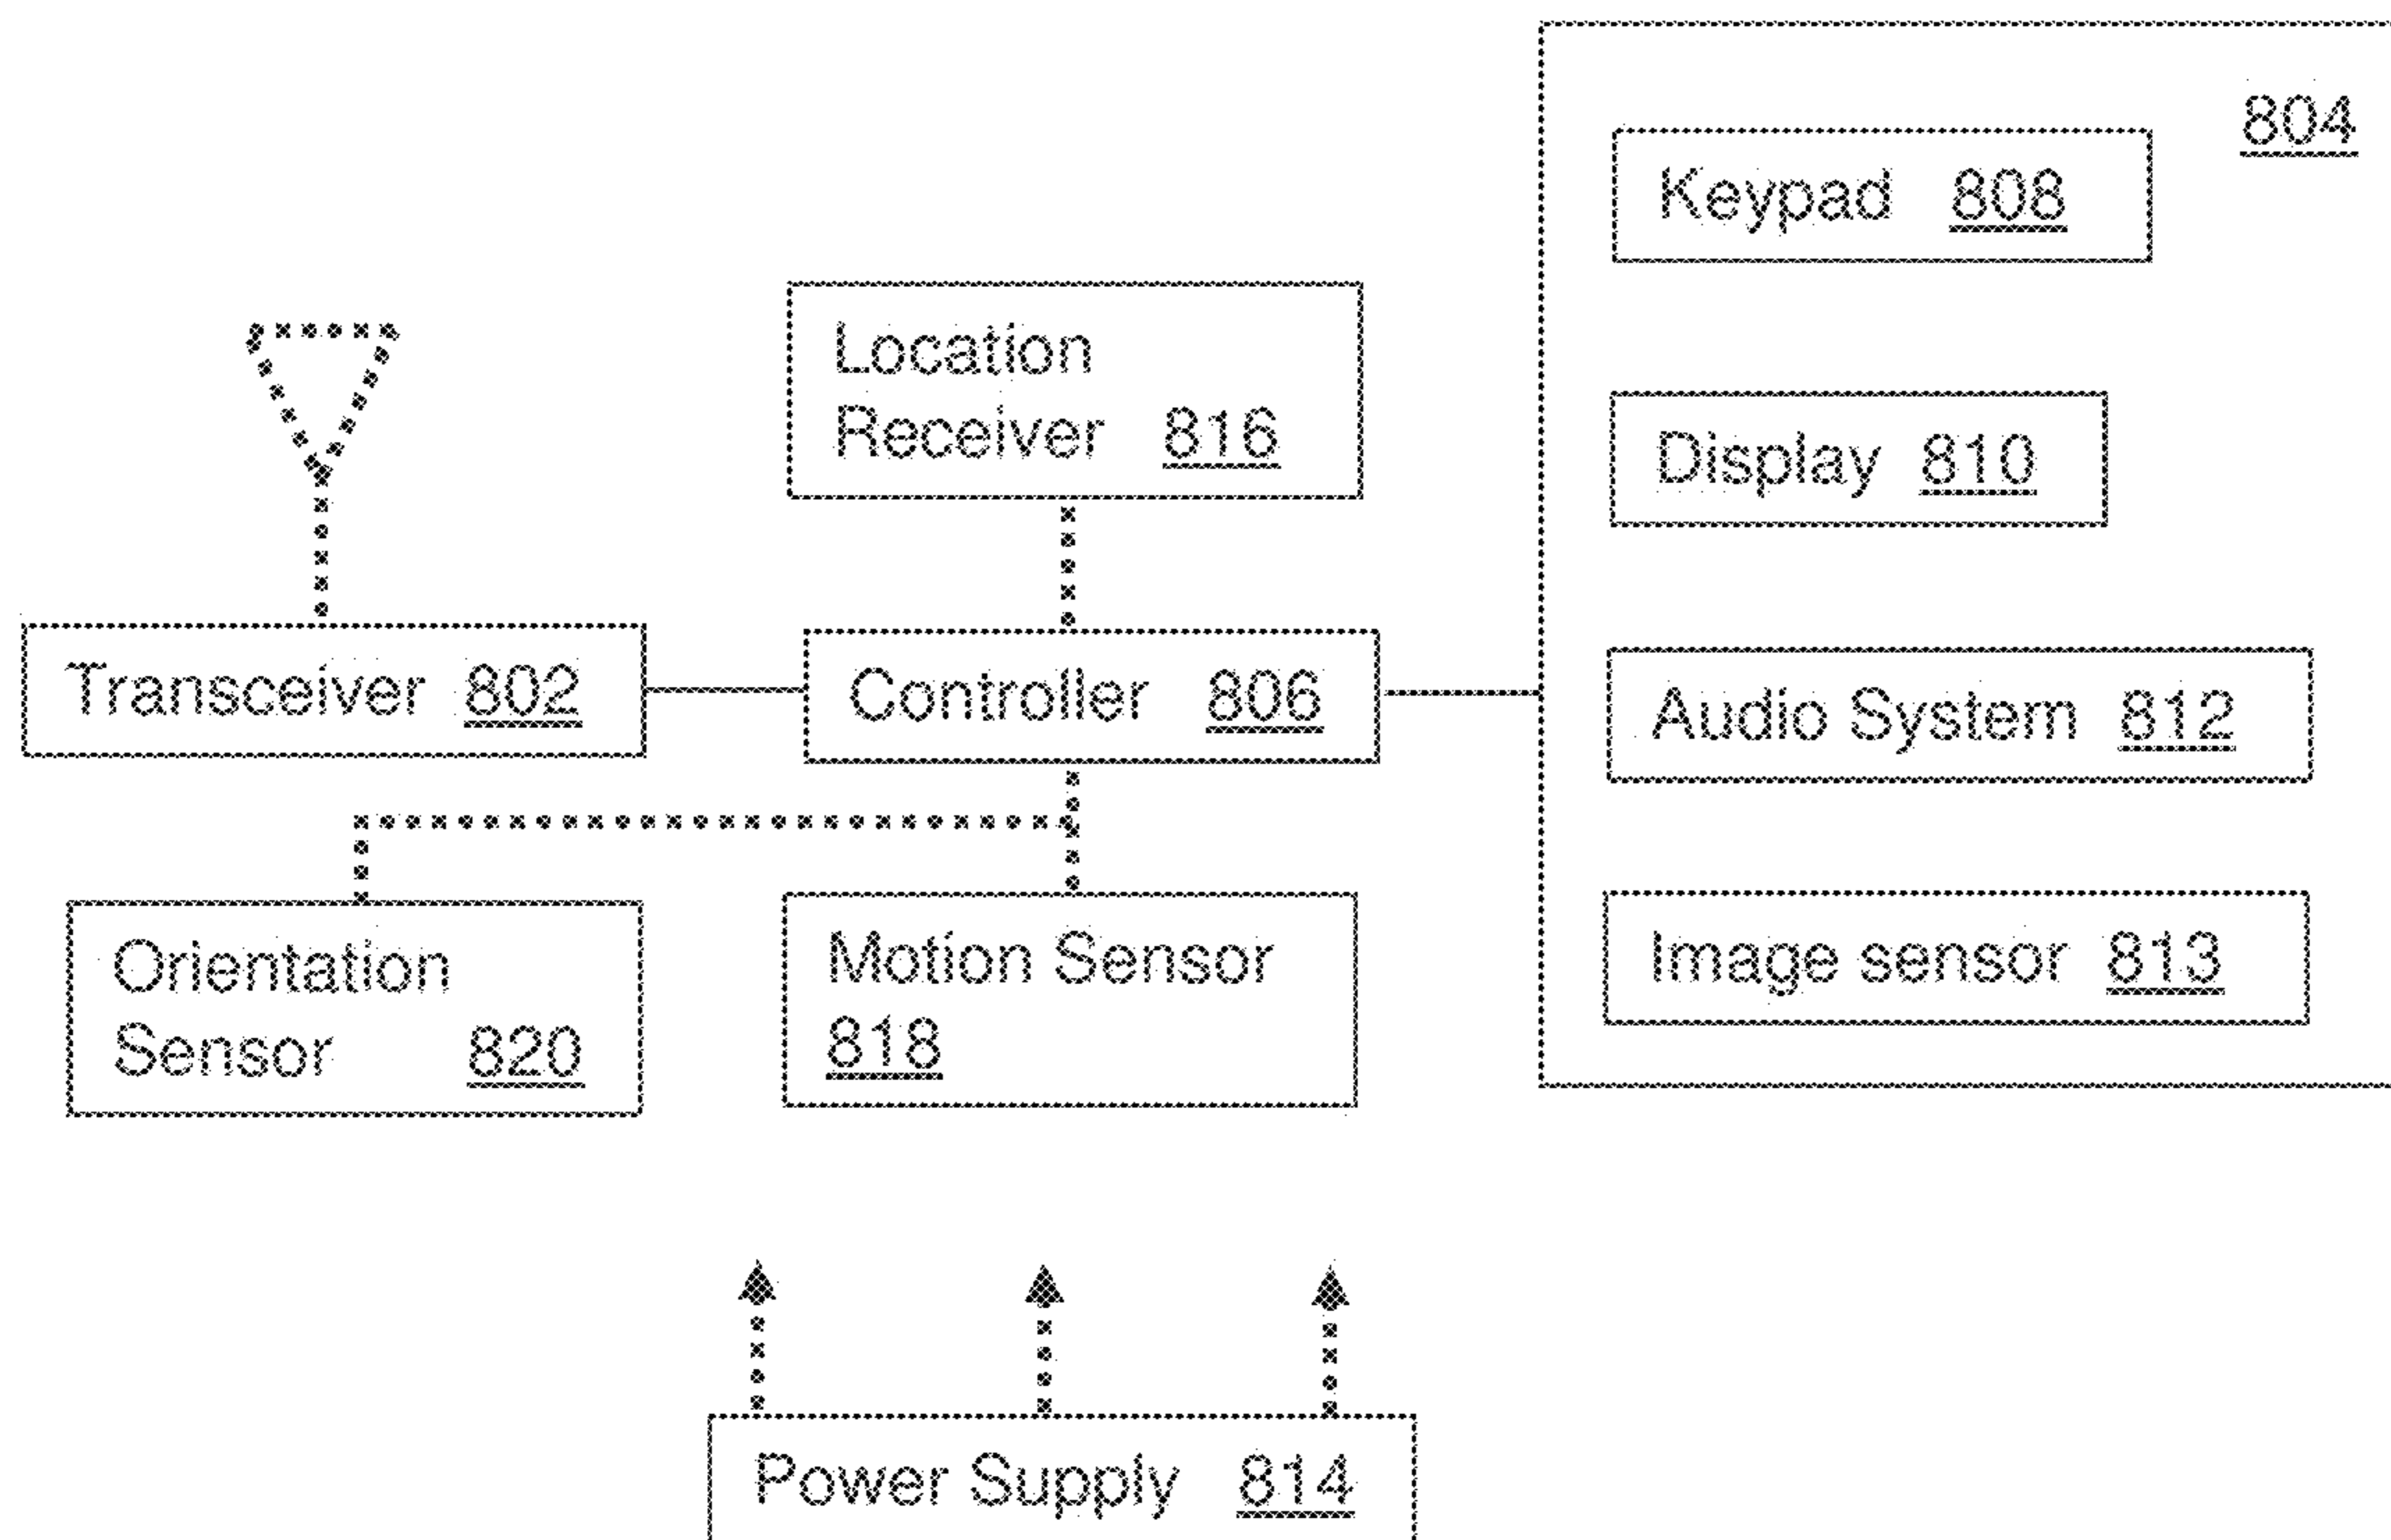 804
Keypad 808
Location
Receiver 816
Display 810
Transceiver 802
Controller 806
Audio System 812
Orientation
Sensor 820
Motion Sensor
818
Image sensor 813
Power Supply 814